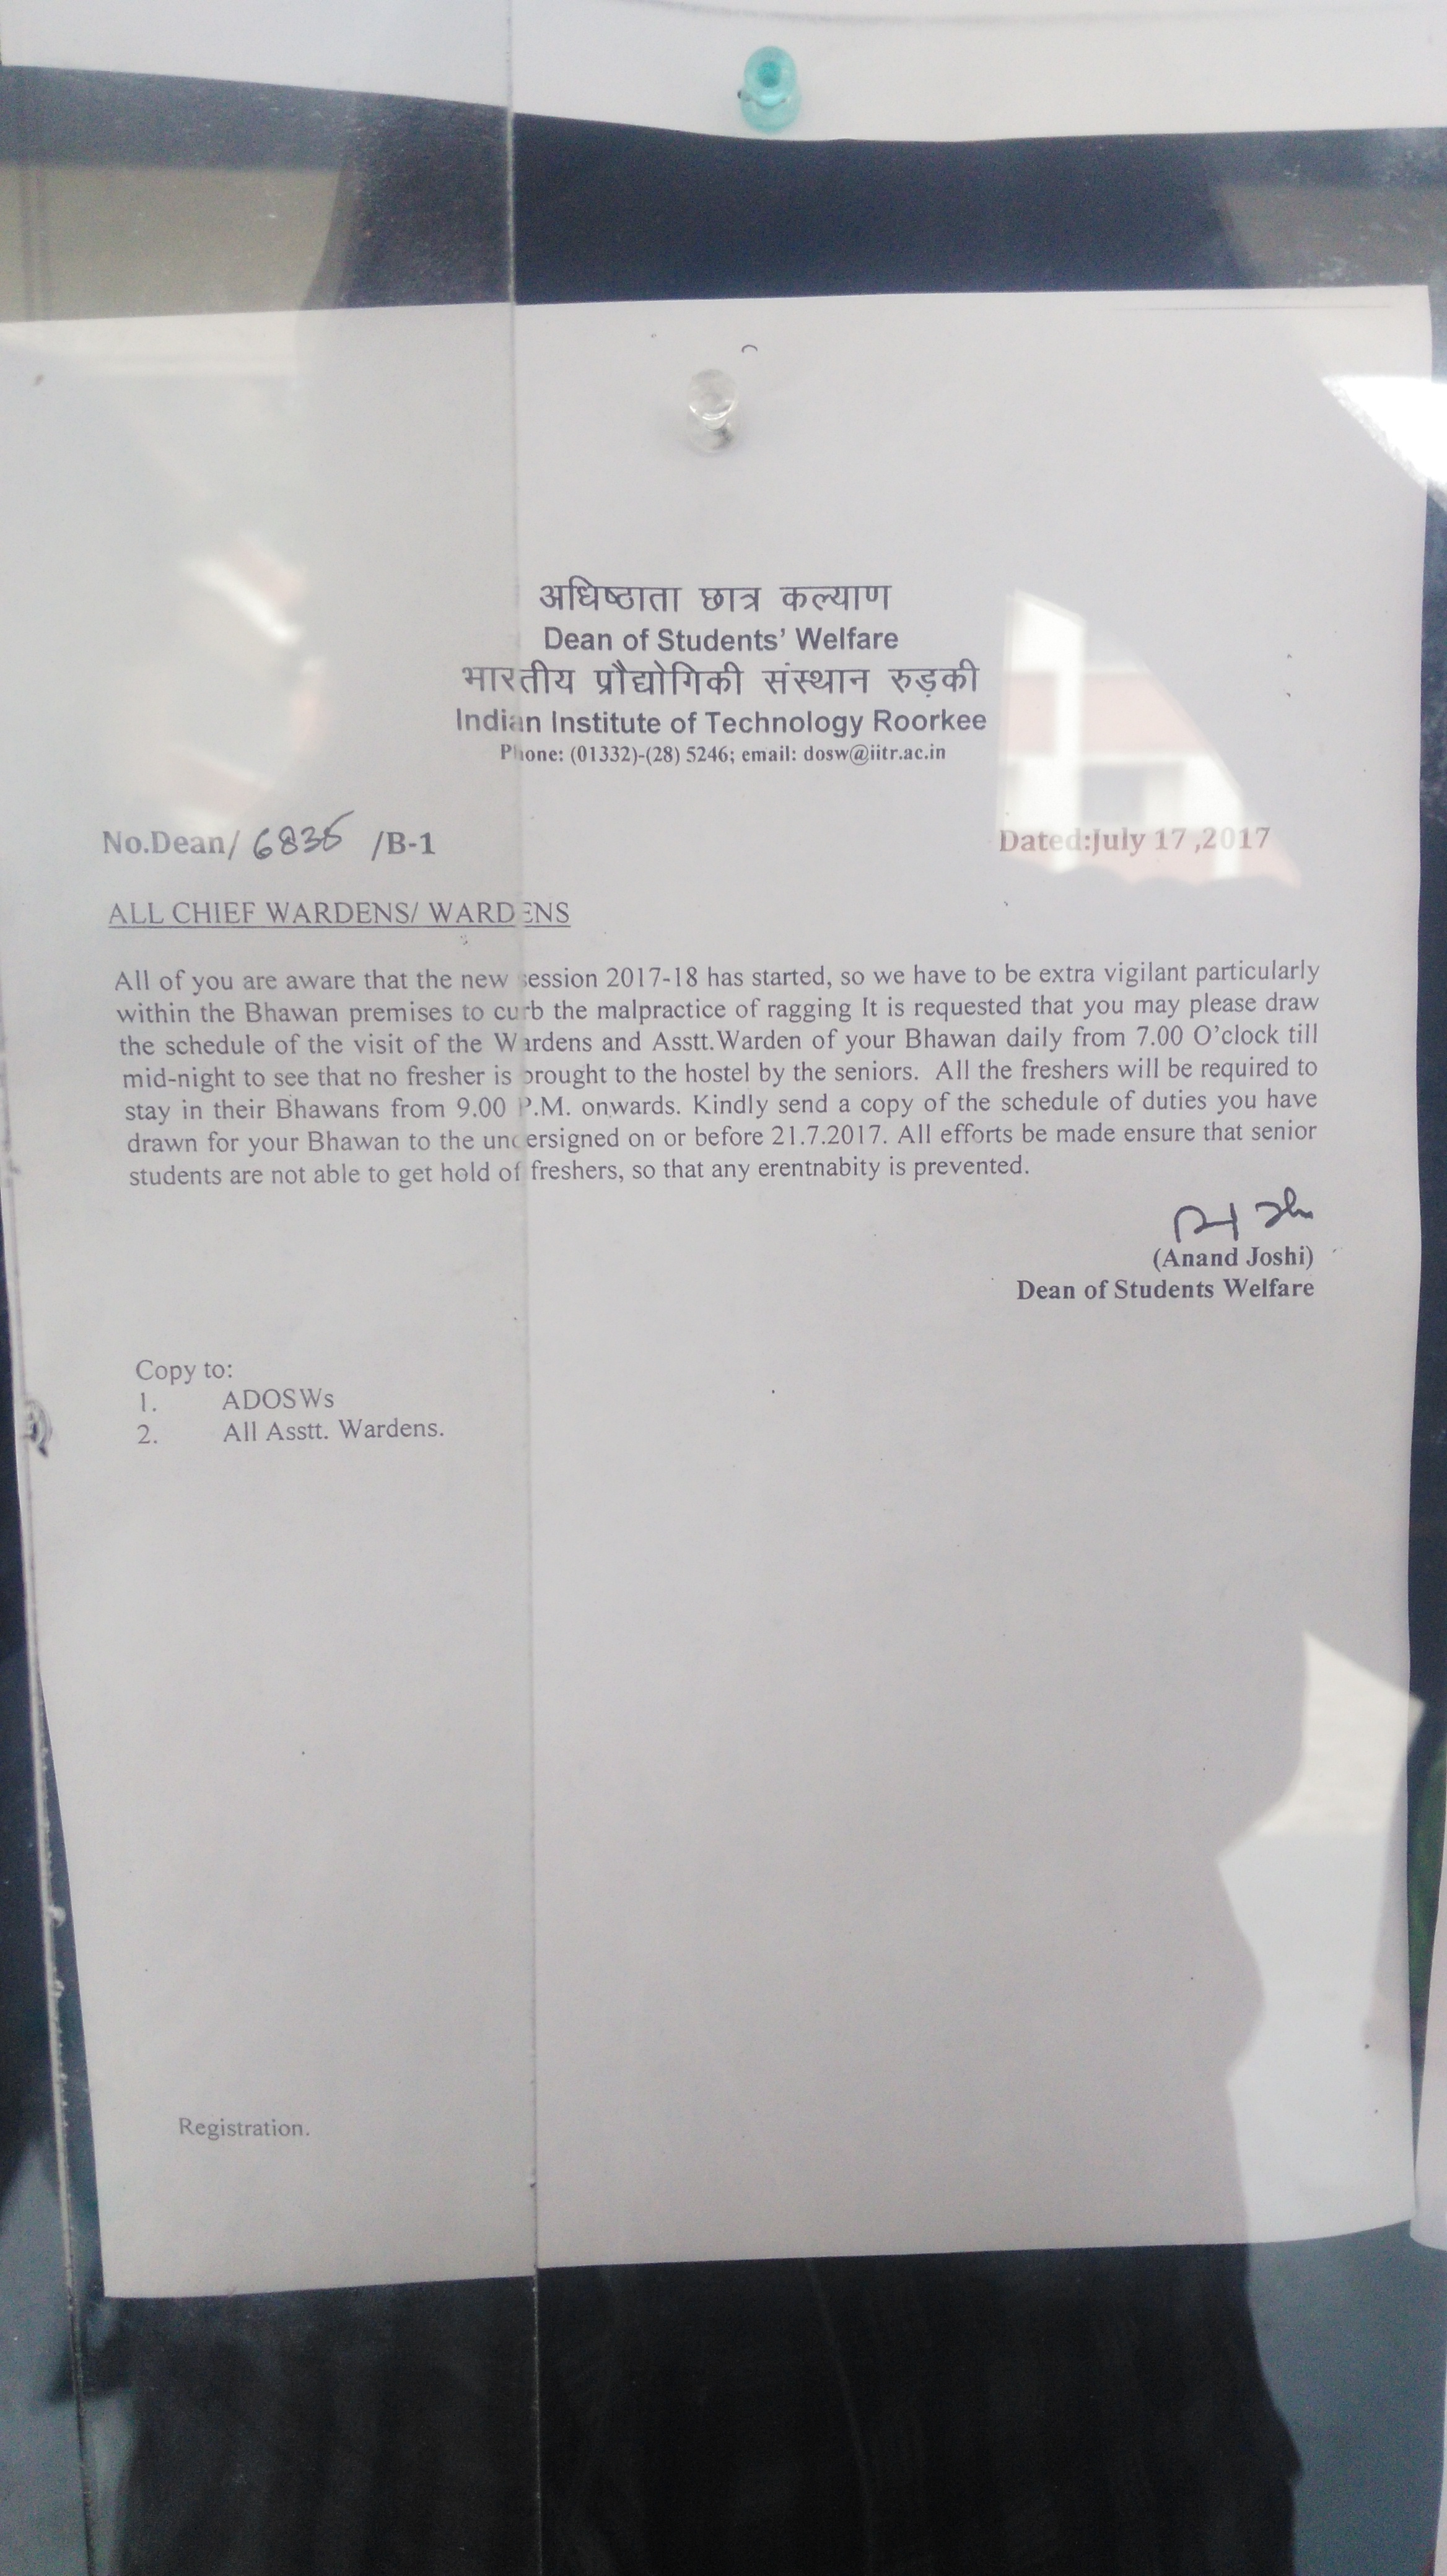 अधिष्ठाता छात्र कल्याण
Dean of Students' Welfare
भारतीय प्रौद्योगिकी संस्थान रुड़की
Indian Institute of Technology Roorkee
Phone: (01332)-(28) 5246; email: dosw@iitr.ac.in
No.Dean/ 6835 /B-1 Dated:July 17 ,2017
ALL CHIEF WARDENS/ WARDENS
All of you are aware that the new session 2017-18 has started, so we have to be extra vigilant particularly
within the Bhawan premises to curb the malpractice of ragging It is requested that you may please draw
the schedule of the visit of the Wardens and Asstt.Warden of your Bhawan daily from 7.00 O'clock till
mid-night to see that no fresher is brought to the hostel by the seniors. All the freshers will be required to
stay in their Bhawans from 9.00 P.M. onwards. Kindly send a copy of the schedule of duties you have
drawn for your Bhawan to the undersigned on or before 21.7.2017. All efforts be made ensure that senior
students are not able to get hold of freshers, so that any erentnabity is prevented.
(Anand Joshi)
Dean of Students Welfare
Copy to:
1. ADOSWs
2. All Asstt. Wardens.
Registration.